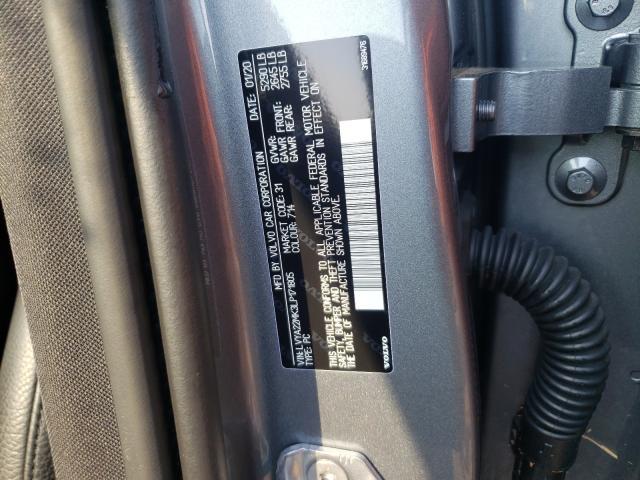 MFD BY VOLVO CAR CORPORATION DATE: 01/20
GVWR: 5290 LB
MARKET CODE: 31 GAWR FRONT: 2645 LB
COLOUR: 714 GAWR REAR: 2755 LB
TYPE: PC
THIS VEHICLE CONFORMS TO ALL APPLICABLE FEDERAL MOTOR VEHICLE
SAFETY, BUMPER AND THEFT PREVENTION STANDARDS IN EFFECT ON
THE DATE OF MANUFACTURE SHOWN ABOVE.
VOLVO